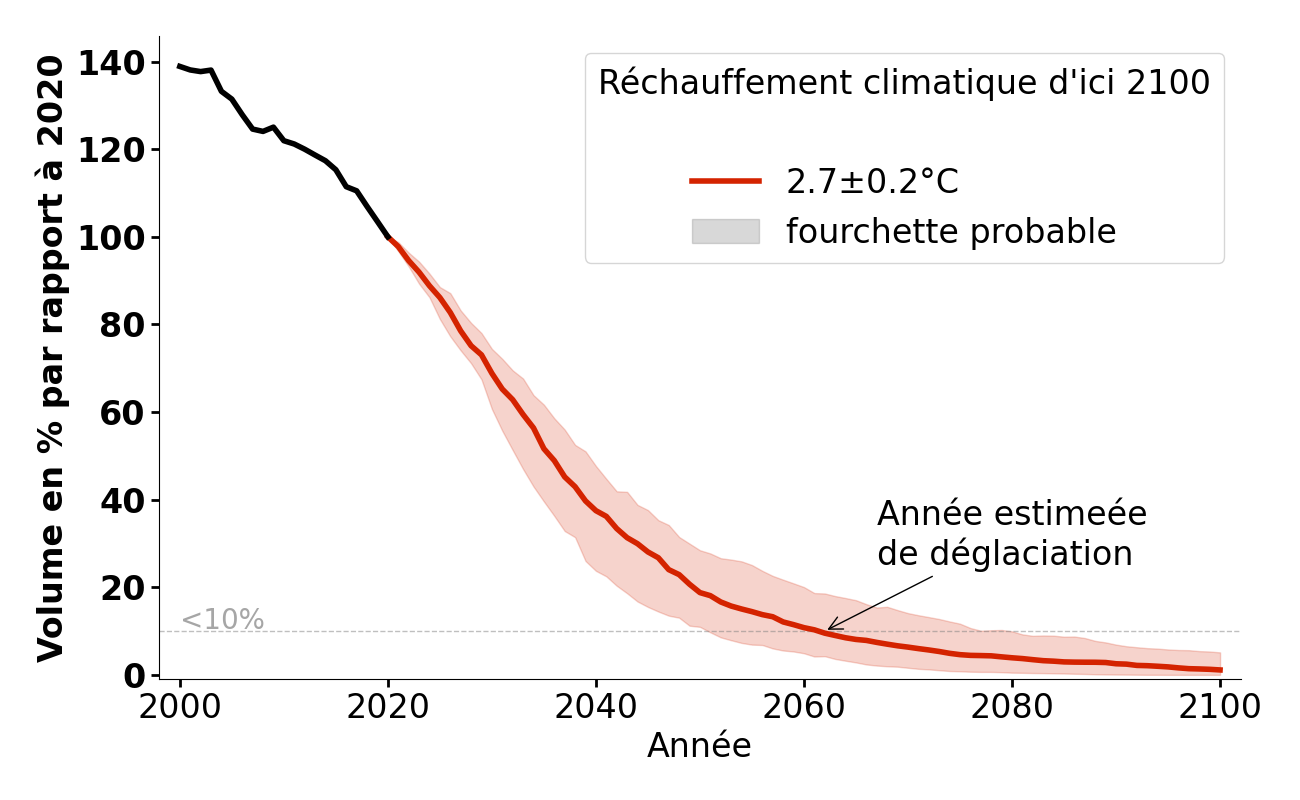 Volume en % par rapport à 2020
140
120
100
80
60
40
20
0
Réchauffement climatique d'ici 2100
2.7±0.2°C
fourchette probable
Année estimeée
de déglaciation
<10%
2000
2020
2040
2060
2080
2100
Année